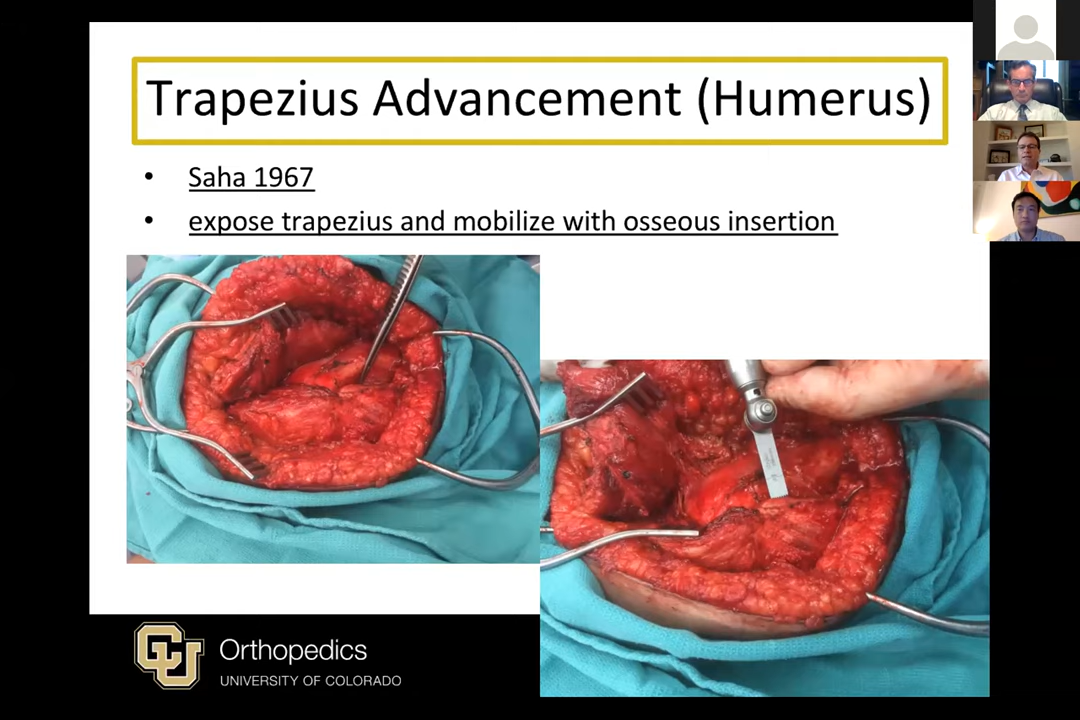 Trapezius Advancement (Humerus)
• Saha 1967
• expose trapezius and mobilize with osseous insertion
CU
Orthopedics
UNIVERSITY OF COLORADO